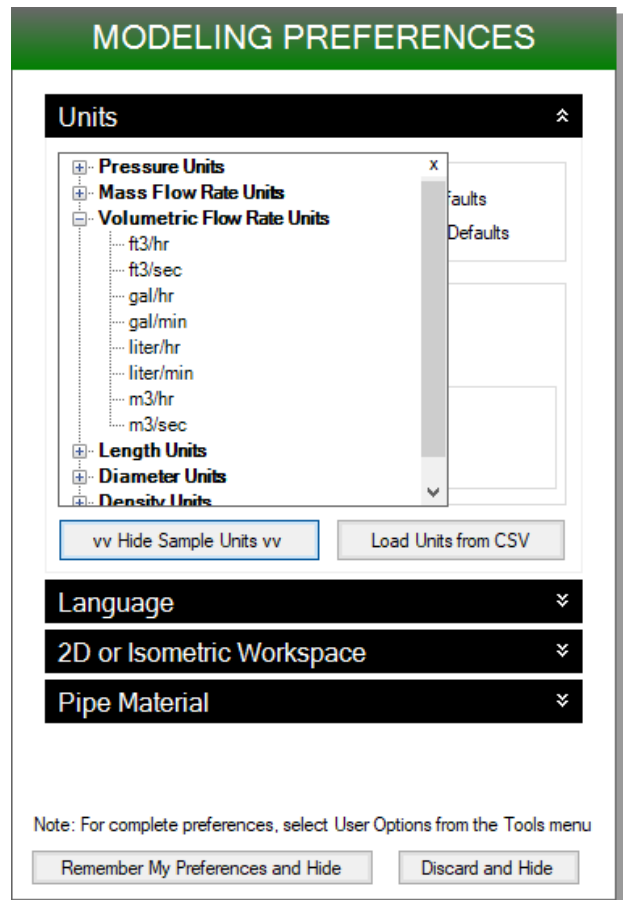 MODELING PREFERENCES
Units
Pressure Units x
Mass Flow Rate Units
faults
Volumetric Flow Rate Units
Defaults
ft3/hr
ft3/sec
gal/hr
gal/min
liter/hr
liter/min
m3/hr
m3/sec
Length Units
Diameter Units
Density Units
vv Hide Sample Units vv Load Units from CSV
Language
2D or Isometric Workspace
Pipe Material
Note: For complete preferences, select User Options from the Tools menu
Remember My Preferences and Hide Discard and Hide